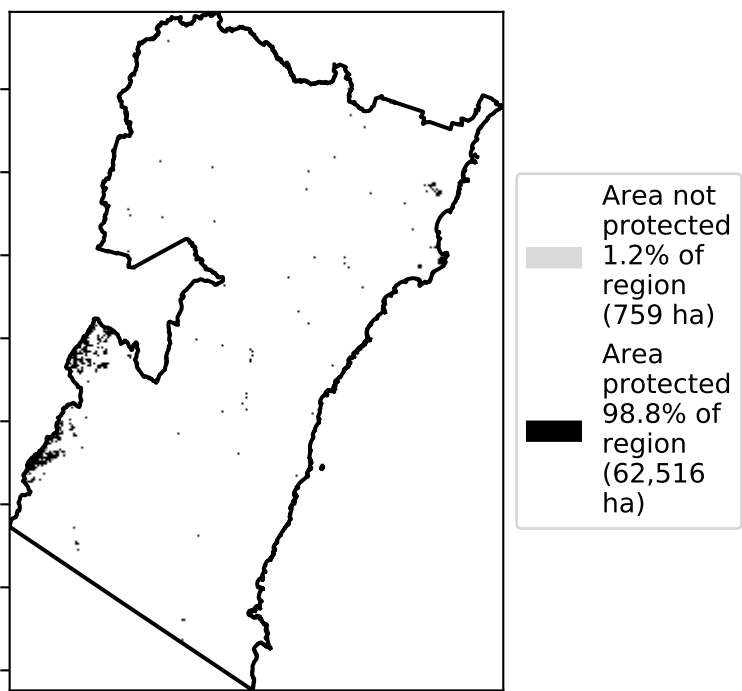 Area not
protected
1.2% of
region
(759 ha)
Area
protected
98.8% of
region
(62,516
ha)